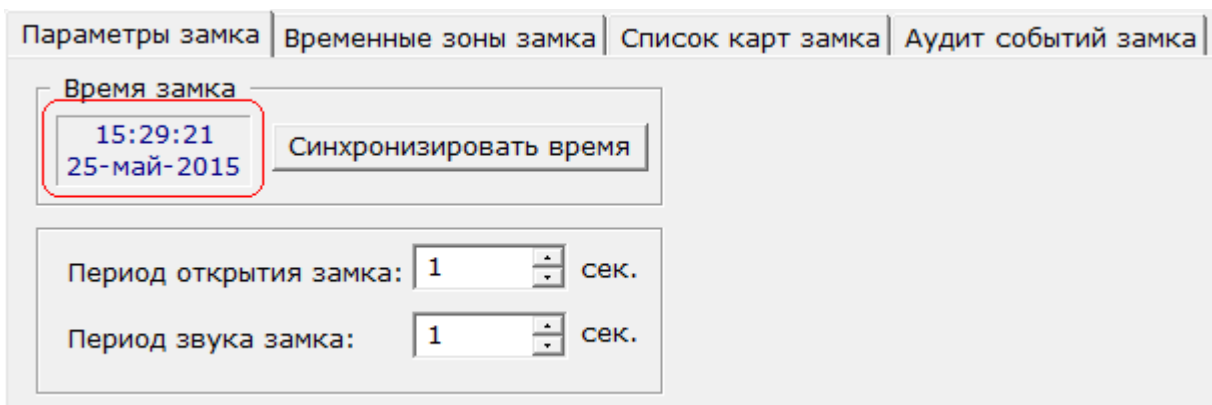 Параметры замка Временные зоны замка Список карт замка Аудит событий замка
Время замка
15:29:21
25-май-2015
Синхронизировать время
Период открытия замка: 1 сек.
Период звука замка: 1 сек.